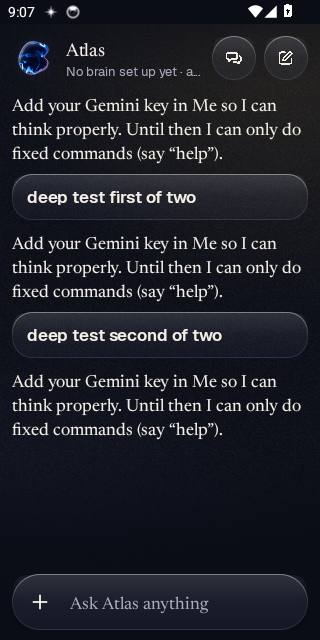 9:07
Atlas
No brain set up yet · a...
Add your Gemini key in Me so I can
think properly. Until then I can only do
fixed commands (say “help”).
deep test first of two
Add your Gemini key in Me so I can
think properly. Until then I can only do
fixed commands (say “help”).
deep test second of two
Add your Gemini key in Me so I can
think properly. Until then I can only do
fixed commands (say “help”).
Ask Atlas anything